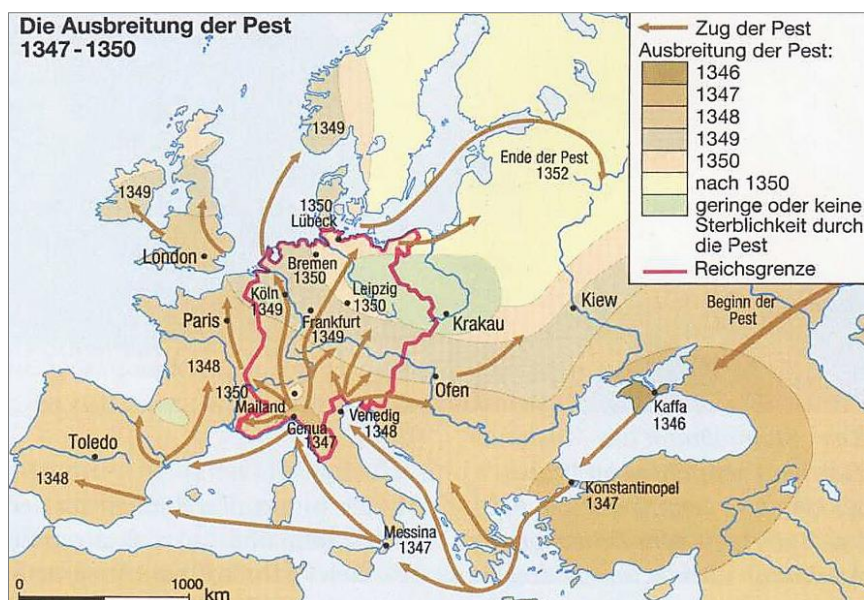 Die Ausbreitung der Pest
1347-1350
Zug der Pest
Ausbreitung der Pest:
1346
1347
1348
1349
1350
nach 1350
geringe oder keine
Sterblichkeit durch
die Pest
Reichsgrenze
1349
Ende der Pest
1352
1349
1350
Lübeck
London
Bremen
1350
Köln
1349
Leipzig
1350
Kiew
Beginn der
Pest
Paris
Frankfurt
1349
Krakau
1348
1350
Mailand
Ofen
Kaffa
1346
Genua
1347
Venedig
1348
Toledo
1348
Konstantinopel
1347
Messina
1347
0
1000
km